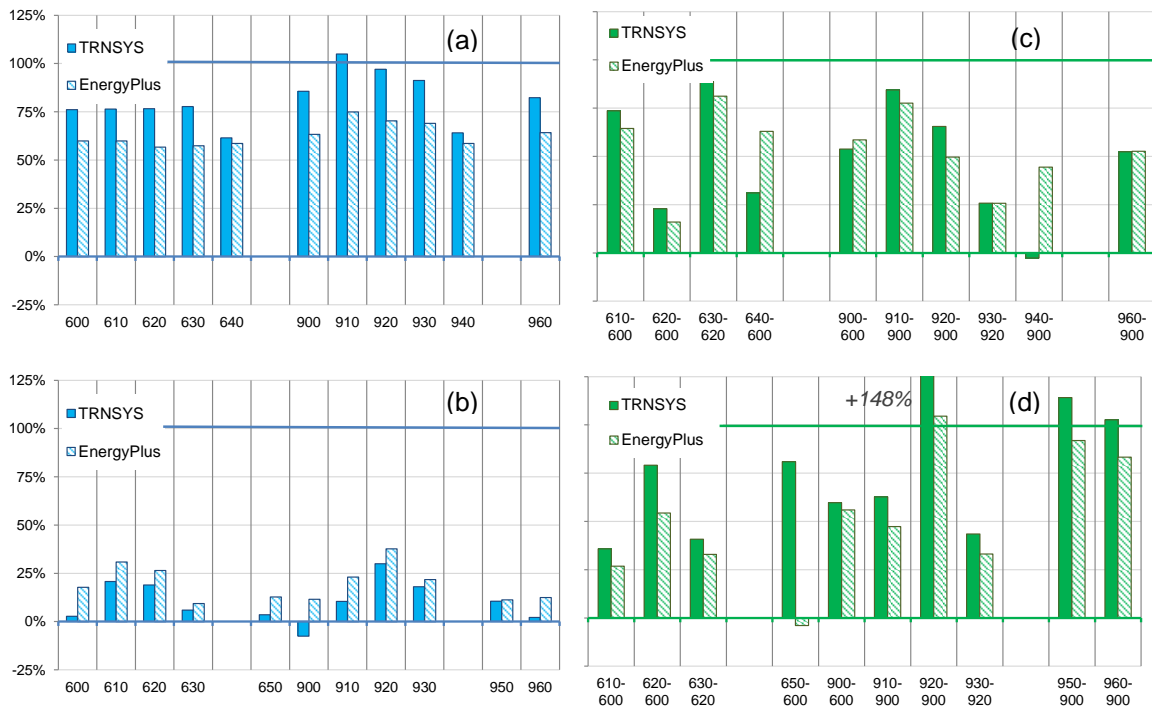 125%
(a)
TRNSYS
100%
EnergyPlus
75%
50%
25%
0%
-25%
600 610 620 630 640 900 910 920 930 940 960
(c)
TRNSYS
EnergyPlus
610- 620- 630- 640- 900- 910- 920- 930- 940- 960-
600 600 620 600 600 900 900 920 900 900
125%
(b)
TRNSYS
100%
EnergyPlus
75%
50%
25%
0%
-25%
600 610 620 630 650 900 910 920 930 950 960
+148% (d)
TRNSYS
EnergyPlus
610- 620- 630- 650- 900- 910- 920- 930- 950- 960-
600 600 620 600 600 900 900 920 900 900